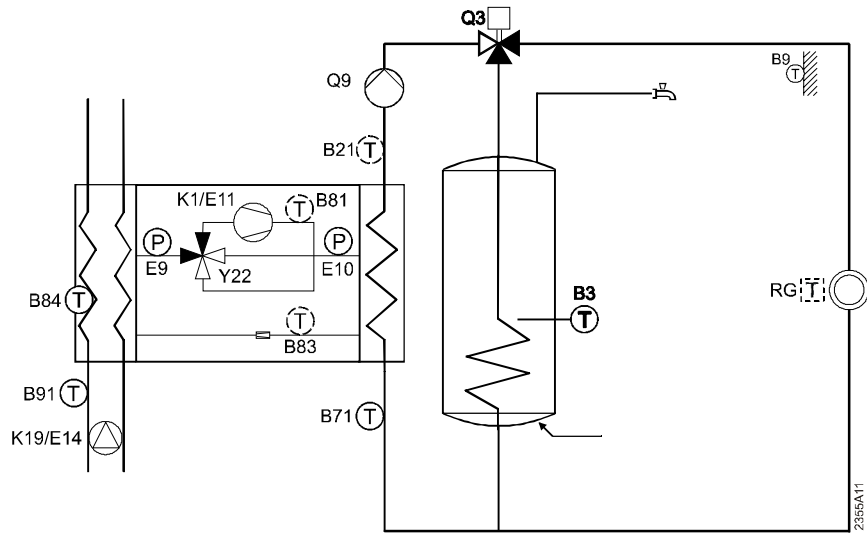 Q3
B9
T
Q9
B21 T
K1/E11
T B81
P
P
E9
Y22
E10
B84 T
RG T
B3
T
T
B83
B91 T
B71 T
K19/E14
2355A11